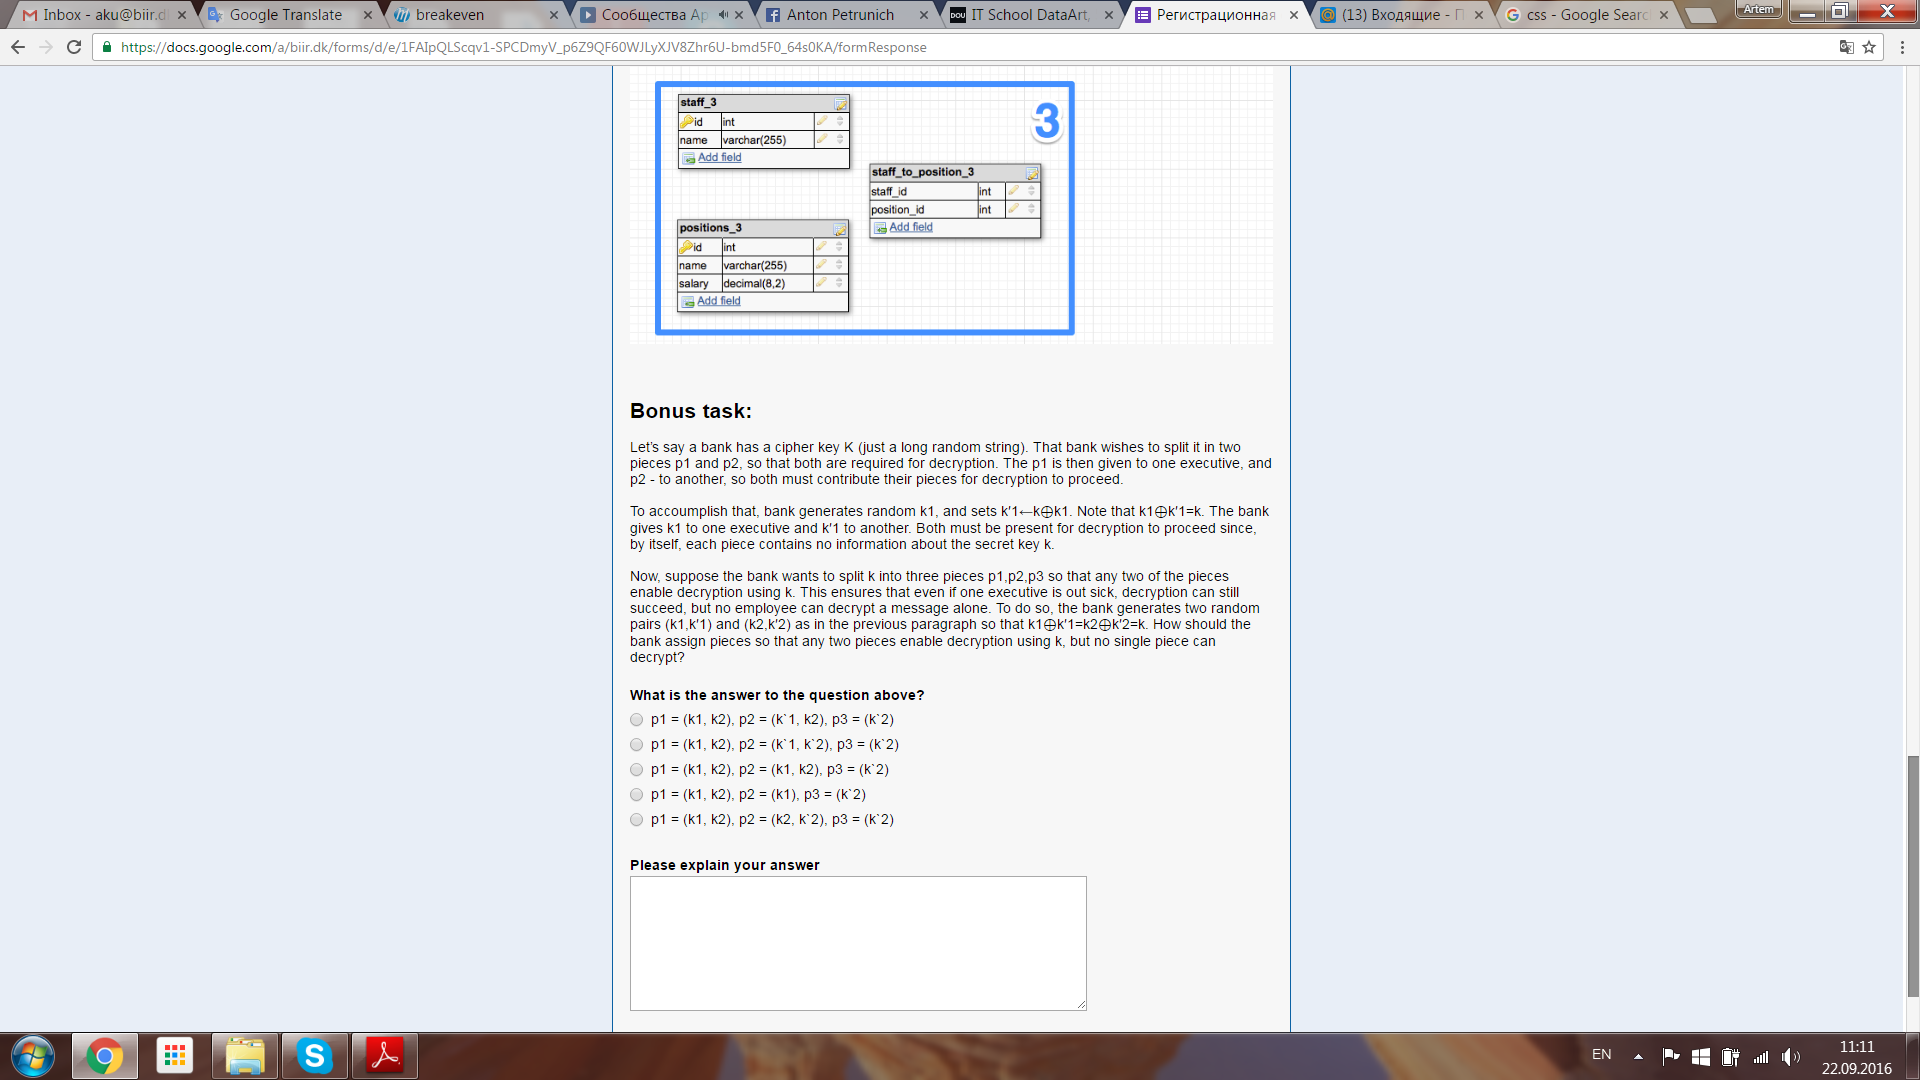 Inbox - aku@biir.d
Google Translate
breakeven
Сообщества Ap
Anton Petrunich
IT School DataArt,
Регистрационная
(13) Входящие - П
css - Google Searc
Artem
https://docs.google.com/a/biir.dk/forms/d/e/1FAIpQLScqv1-SPCDmyV_p6Z9QF60WJLyXJV8Zhr6U-bmd5F0_64s0KA/formResponse
staff_3
id int
name varchar(255)
Add field
3
staff_to_position_3
staff_id int
position_id int
Add field
positions_3
id int
name varchar(255)
salary decimal(8,2)
Add field
Bonus task:
Let's say a bank has a cipher key K (just a long random string). That bank wishes to split it in two
pieces p1 and p2, so that both are required for decryption. The p1 is then given to one executive, and
p2 - to another, so both must contribute their pieces for decryption to proceed.
To accoumplish that, bank generates random k1, and sets k′1←k⊕k1. Note that k1⊕k′1=k. The bank
gives k1 to one executive and k′1 to another. Both must be present for decryption to proceed since,
by itself, each piece contains no information about the secret key k.
Now, suppose the bank wants to split k into three pieces p1,p2,p3 so that any two of the pieces
enable decryption using k. This ensures that even if one executive is out sick, decryption can still
succeed, but no employee can decrypt a message alone. To do so, the bank generates two random
pairs (k1,k′1) and (k2,k′2) as in the previous paragraph so that k1⊕k′1=k2⊕k′2=k. How should the
bank assign pieces so that any two pieces enable decryption using k, but no single piece can
decrypt?
What is the answer to the question above?
p1 = (k1, k2), p2 = (k`1, k2), p3 = (k`2)
p1 = (k1, k2), p2 = (k`1, k`2), p3 = (k`2)
p1 = (k1, k2), p2 = (k1, k2), p3 = (k`2)
p1 = (k1, k2), p2 = (k1), p3 = (k`2)
p1 = (k1, k2), p2 = (k2, k`2), p3 = (k`2)
Please explain your answer
EN
11:11
22.09.2016